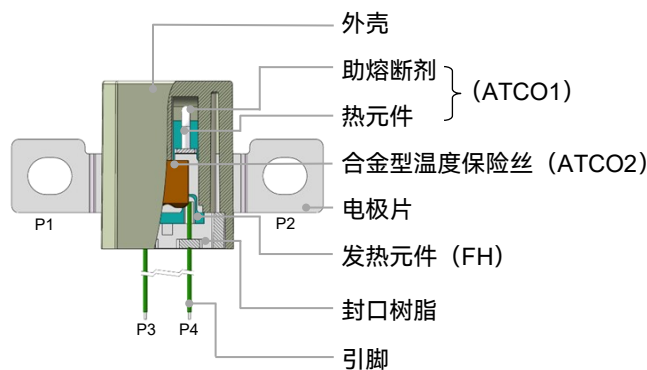 外壳
助熔断剂
(ATCO1)
热元件
合金型温度保险丝（ATCO2）
电极片
P1
P2
发热元件（FH）
封口树脂
P3
P4
引脚